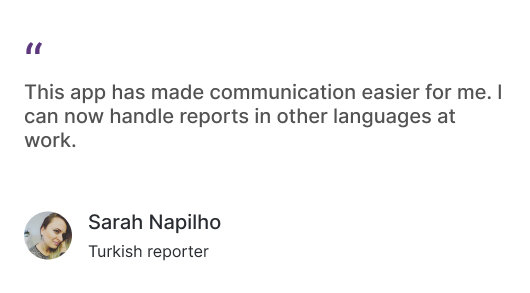 “
This app has made communication easier for me. I
can now handle reports in other languages at
work.
Sarah Napilho
Turkish reporter